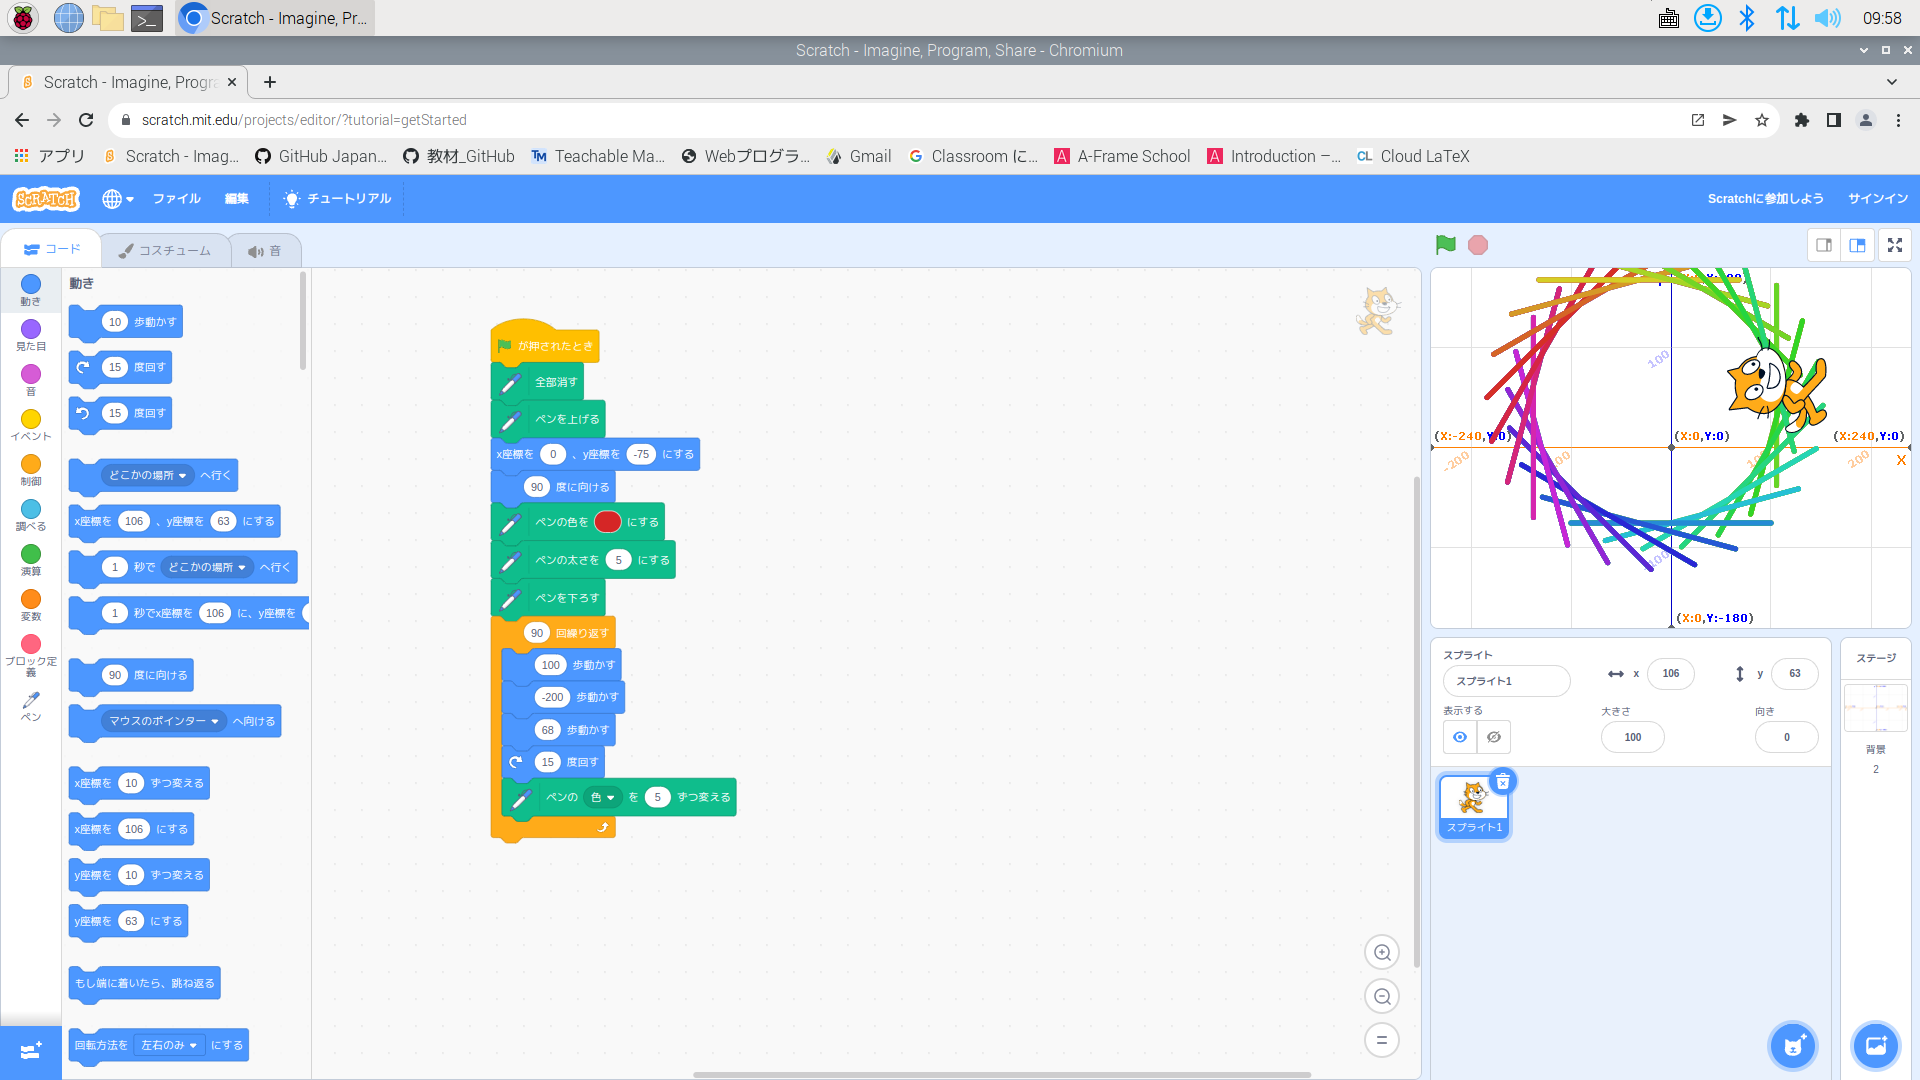 Scratch - Imagine, Pr...
09:58
Scratch - Imagine, Program, Share - Chromium
Scratch - Imagine, Progra
scratch.mit.edu/projects/editor/?tutorial=getStarted
アプリ
Scratch - Imag...
GitHub Japan...
教材_GitHub
Teachable Ma...
Webプログラ...
Gmail
Classroom に...
A-Frame School
Introduction –...
Cloud LaTeX
SCRATCH
ファイル
編集
チュートリアル
Scratchに参加しよう
サインイン
コード
コスチューム
音
動き
見た目
音
イベント
制御
調べる
演算
変数
ブロック定義
ペン
動き
10 歩動かす
15 度回す
15 度回す
どこかの場所 へ行く
x座標を 106 、y座標を 63 にする
1 秒で どこかの場所 へ行く
1 秒でx座標を 106 に、y座標を
90 度に向ける
マウスのポインター へ向ける
x座標を 10 ずつ変える
x座標を 106 にする
y座標を 10 ずつ変える
y座標を 63 にする
もし端に着いたら、跳ね返る
回転方法を 左右のみ にする
が押されたとき
全部消す
ペンを上げる
x座標を 0 、y座標を -75 にする
90 度に向ける
ペンの色を にする
ペンの太さを 5 にする
ペンを下ろす
90 回繰り返す
100 歩動かす
-200 歩動かす
68 歩動かす
15 度回す
ペンの 色 を 5 ずつ変える
100
(X:-240,Y:0)
(X:0,Y:0)
(X:240,Y:0)
-200
200
X
(X:0,Y:-180)
スプライト
スプライト1
x 106
y 63
表示する
大きさ
100
向き
0
スプライト1
ステージ
背景
2